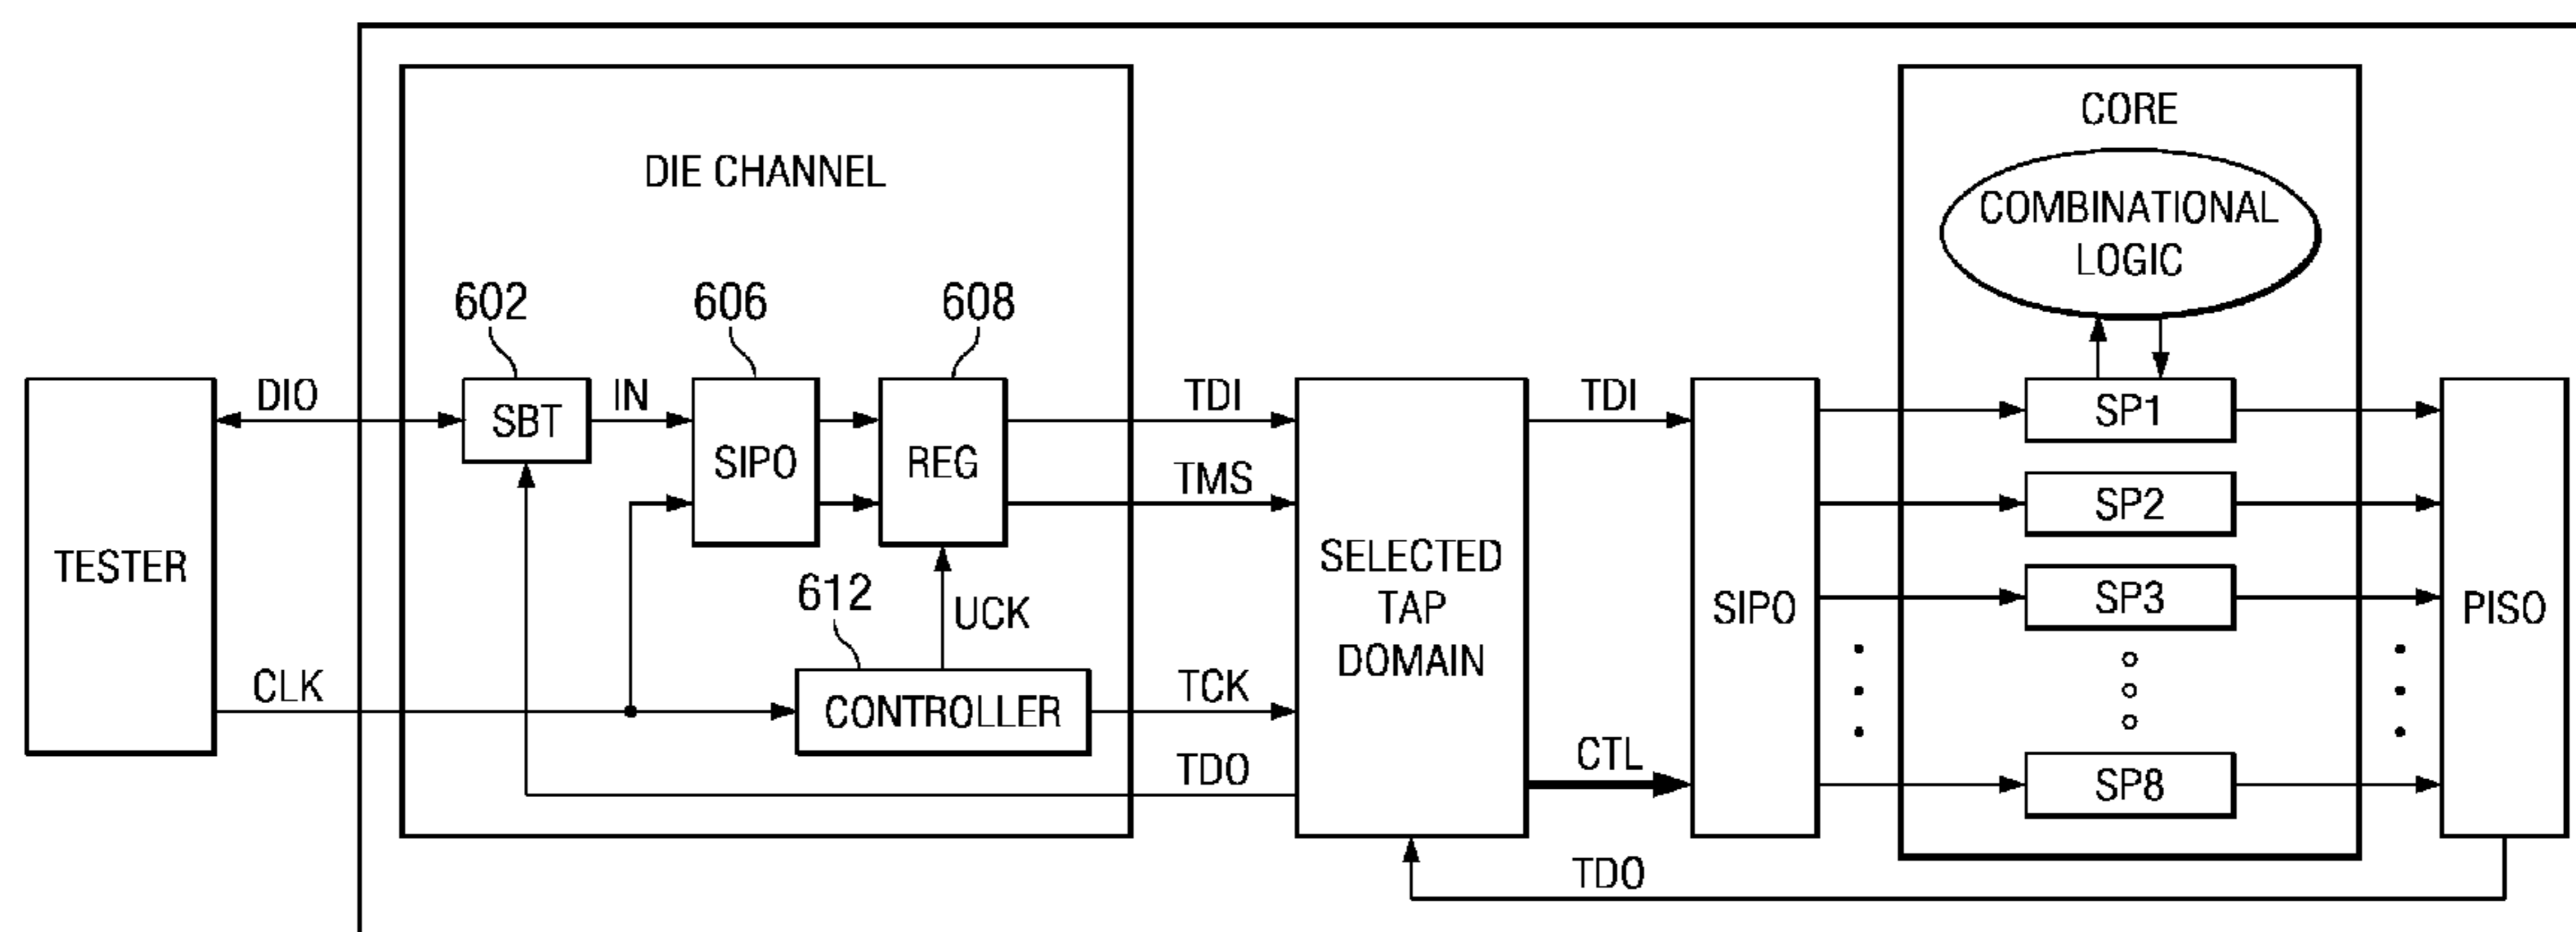 CORE
DIE CHANNEL
COMBINATIONAL
LOGIC
602
606
608
DIO
SBT
IN
SIPO
REG
TDI
TMS
TDI
SP1
SP2
SP3
SP8
TESTER
612
UCK
SELECTED
TAP
DOMAIN
SIPO
PISO
CLK
CONTROLLER
TCK
TDO
CTL
TDO